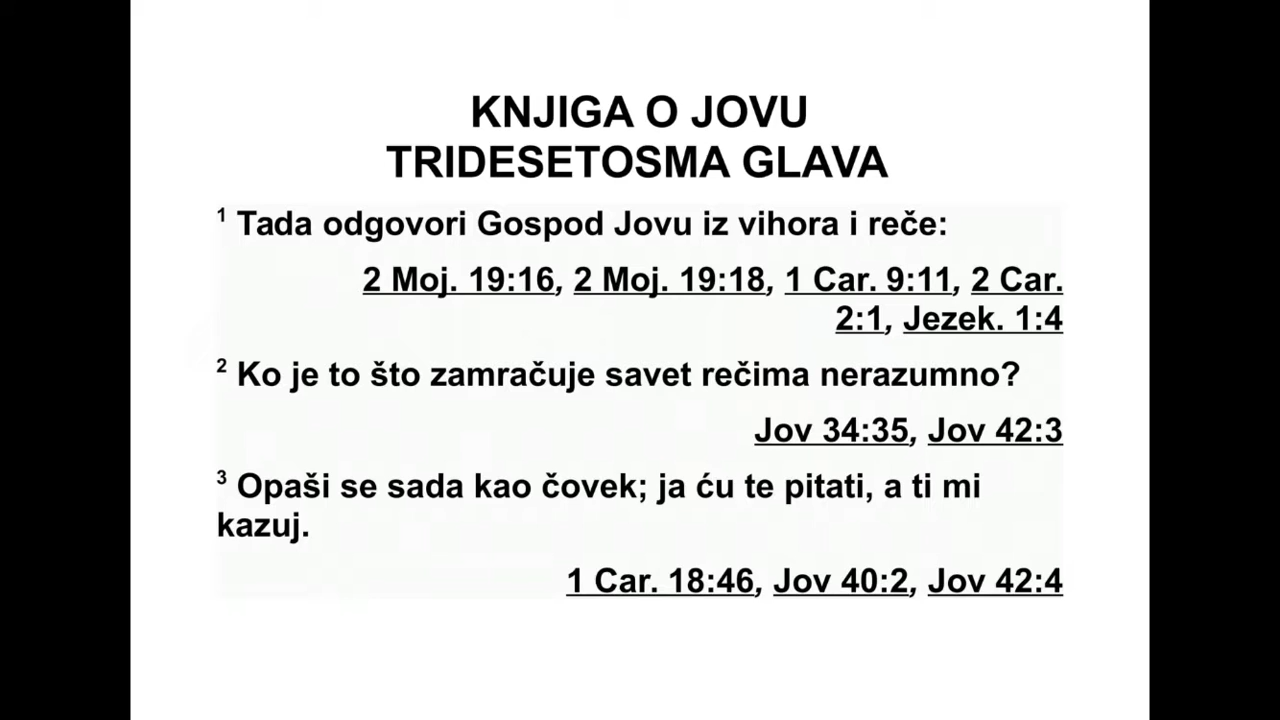 KNJIGA O JOVU
TRIDESETOSMA GLAVA
1 Tada odgovori Gospod Jovu iz vihora i reče:
2 Moj. 19:16, 2 Moj. 19:18, 1 Car. 9:11, 2 Car.
2:1, Jezek. 1:4
2 Ko je to što zamračuje savet rečima nerazumno?
Jov 34:35, Jov 42:3
3 Opaši se sada kao čovek; ja ću te pitati, a ti mi
kazuj.
1 Car. 18:46, Jov 40:2, Jov 42:4